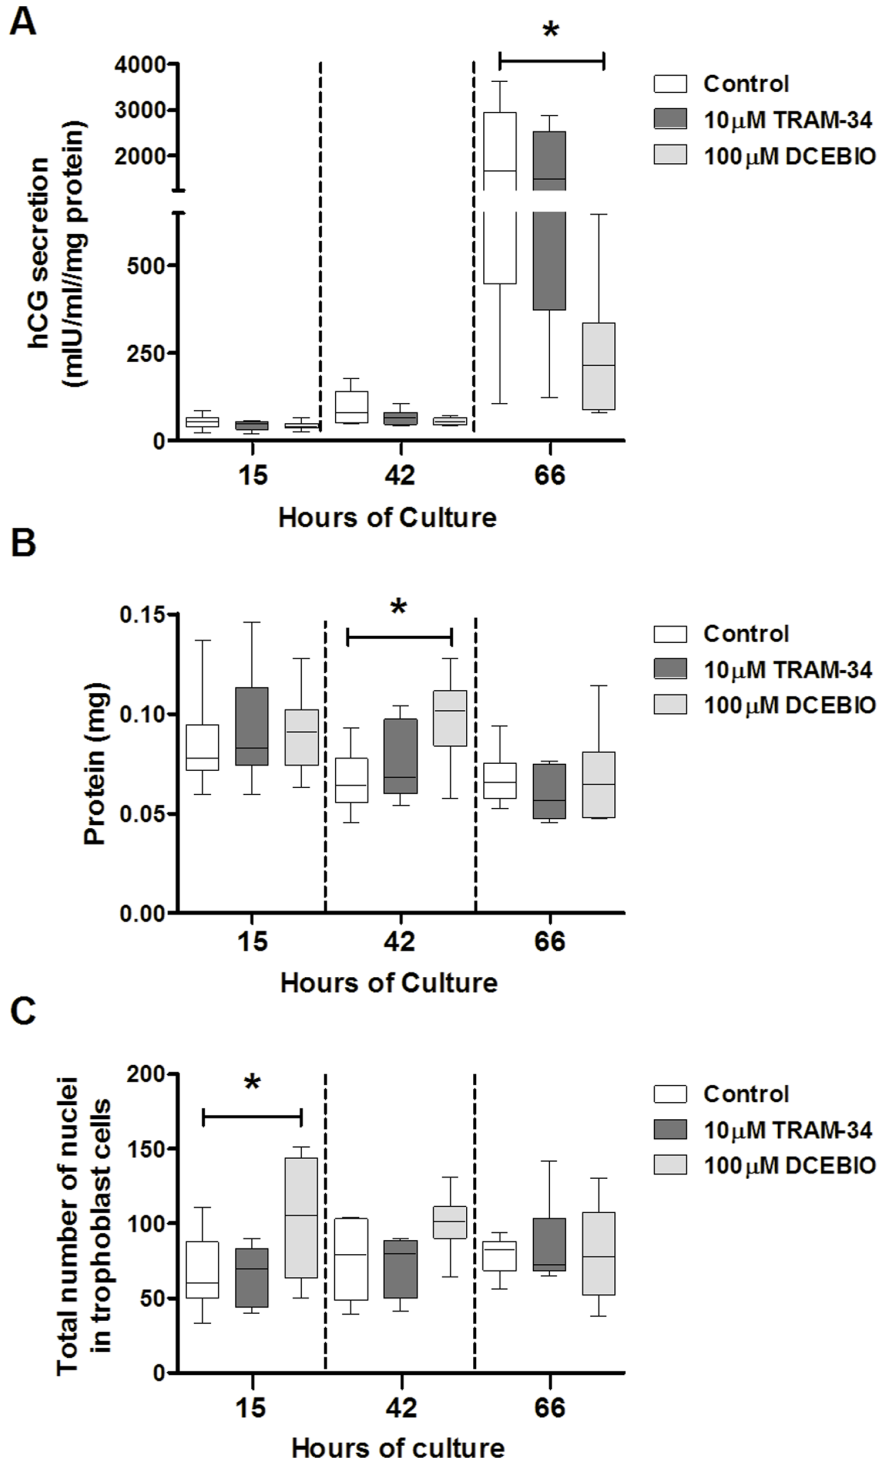 A
*
4000
3000
2000
500
250
0
hCG secretion
(mIU/ml//mg protein)
15 42 66
Hours of Culture
Control
10μM TRAM-34
100μM DCEBIO
B
*
0.15
0.10
0.05
0.00
Protein (mg)
15 42 66
Hours of Culture
Control
10μM TRAM-34
100μM DCEBIO
C
*
200
150
100
50
0
Total number of nuclei
in trophoblast cells
15 42 66
Hours of culture
Control
10μM TRAM-34
100μM DCEBIO